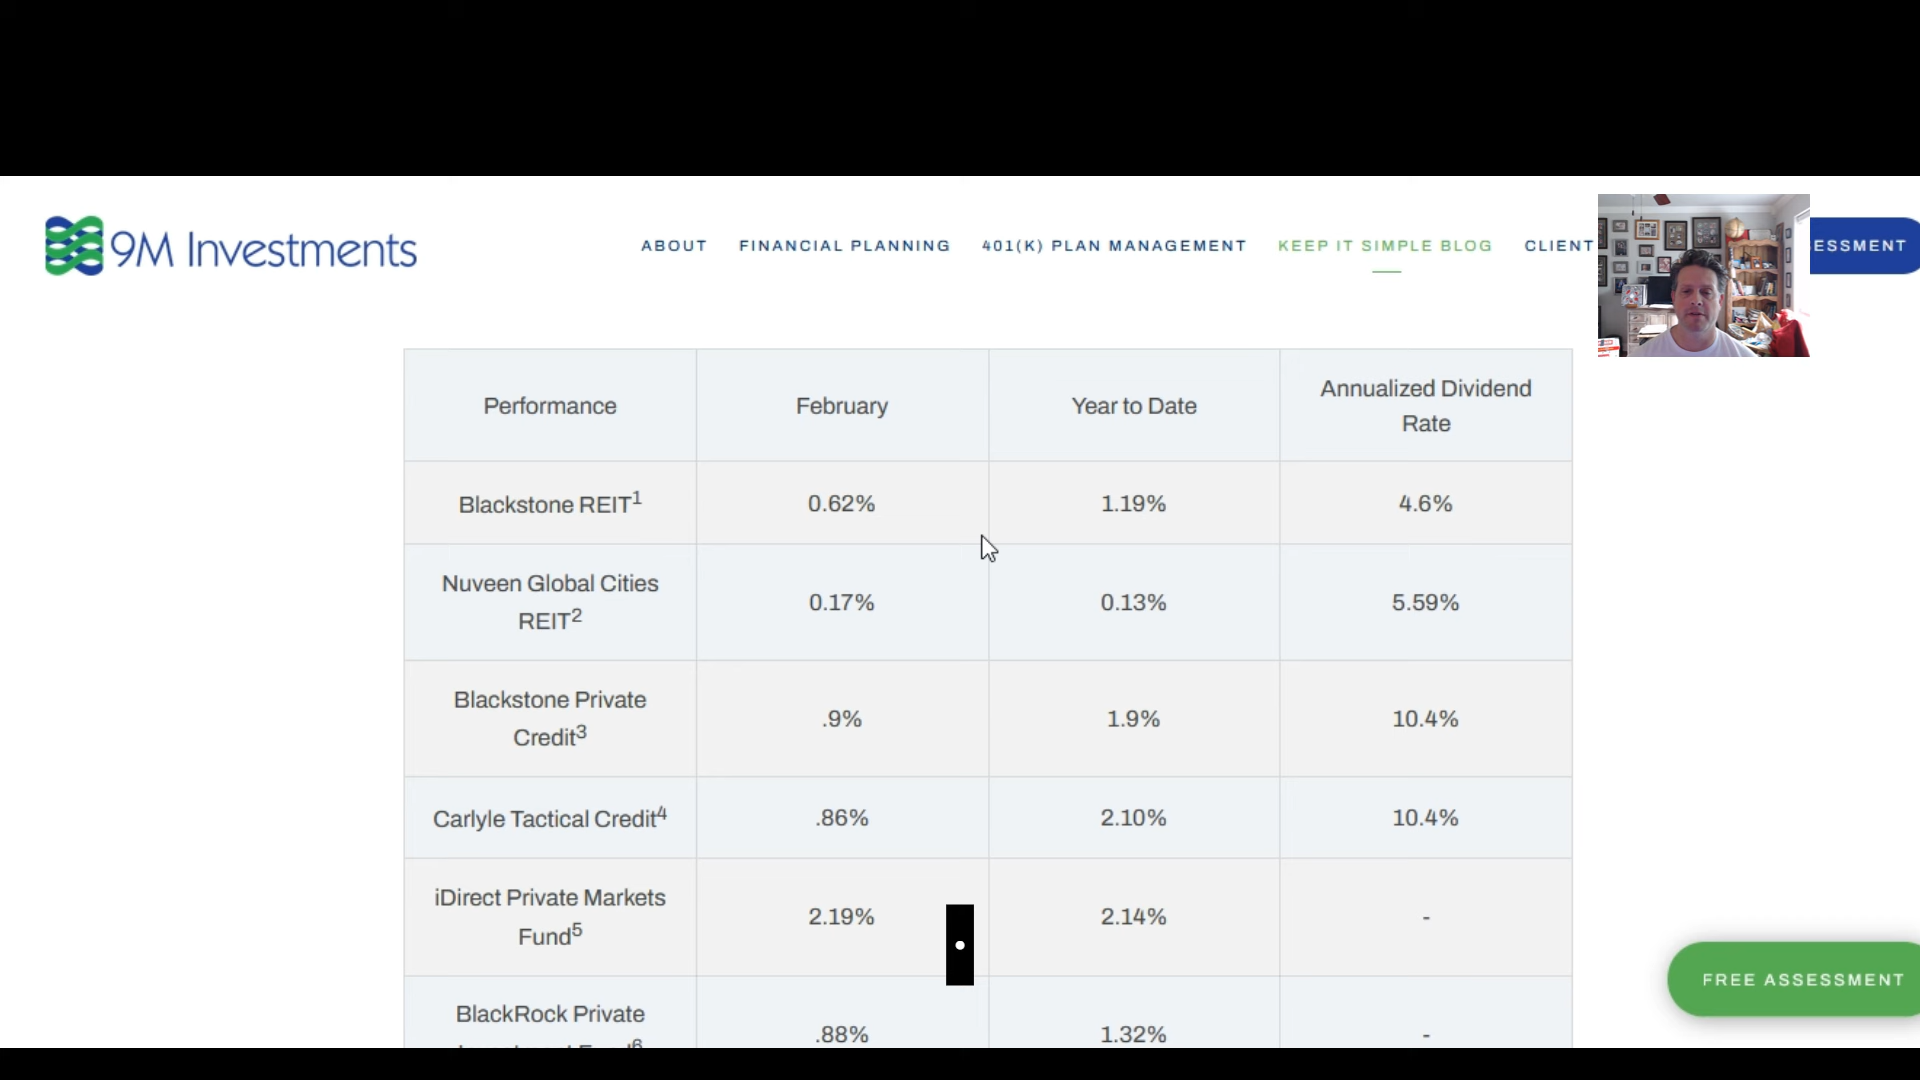 9M Investments
ABOUT FINANCIAL PLANNING 401(K) PLAN MANAGEMENT KEEP IT SIMPLE BLOG CLIENT ESSMENT
Performance February Year to Date Annualized Dividend
Rate
Blackstone REIT1 0.62% 1.19% 4.6%
Nuveen Global Cities
REIT2 0.17% 0.13% 5.59%
Blackstone Private
Credit3 .9% 1.9% 10.4%
Carlyle Tactical Credit4 .86% 2.10% 10.4%
iDirect Private Markets
Fund5 2.19% 2.14% -
BlackRock Private
.88% 1.32% -
6
FREE ASSESSMENT